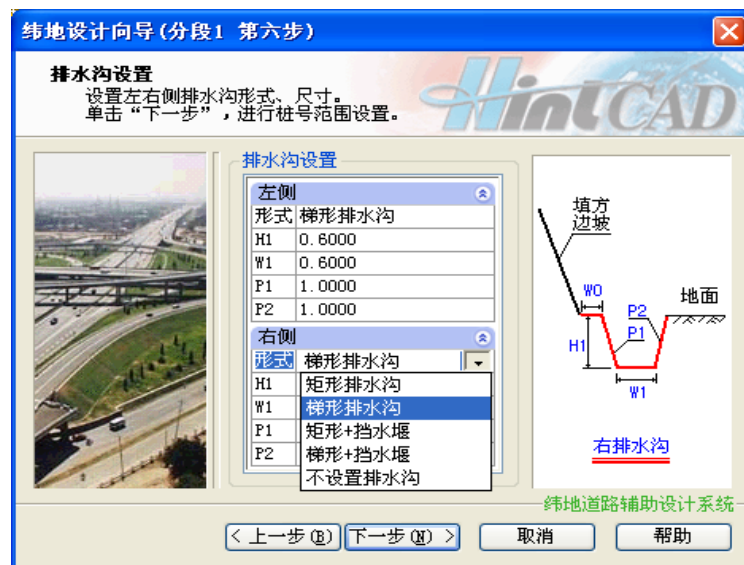 纬地设计向导(分段1 第六步)
排水沟设置
设置左右侧排水沟形式、尺寸。
单击“下一步”，进行桩号范围设置。
HintCAD
排水沟设置
左侧
形式 梯形排水沟
H1 0.6000
W1 0.6000
P1 1.0000
P2 1.0000
右侧
形式 梯形排水沟
H1 矩形排水沟
W1 梯形排水沟
P1 矩形+挡水堰
P2 梯形+挡水堰
不设置排水沟
填方
边坡
W0
地面
P2
P1
H1
W1
右排水沟
纬地道路辅助设计系统
< 上一步(B) 下一步(N) > 取消 帮助